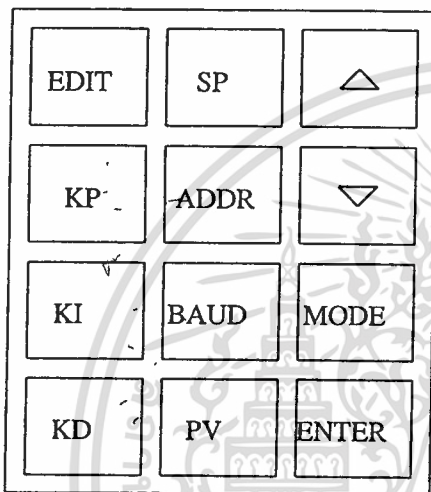 EDIT SP △
KP ADDR ▽
KI BAUD MODE
KD PV ENTER